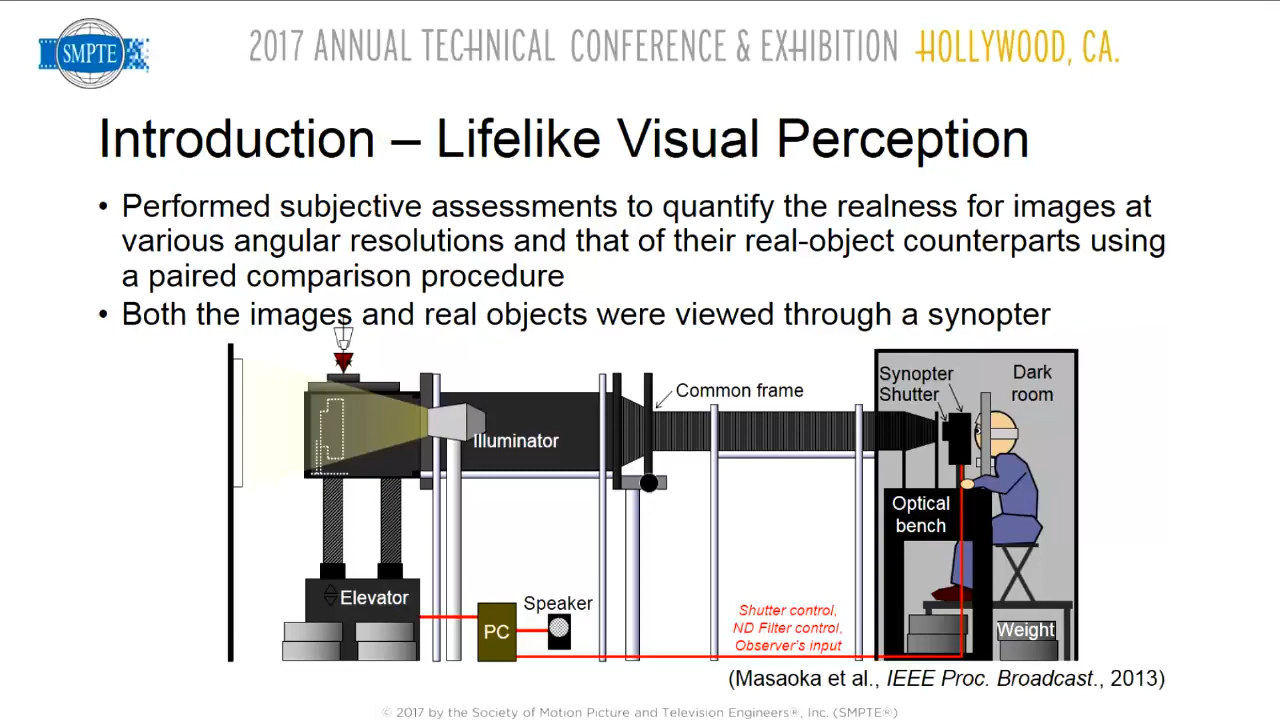 SMPTE
2017 ANNUAL TECHNICAL CONFERENCE & EXHIBITION HOLLYWOOD, CA.
Introduction – Lifelike Visual Perception
• Performed subjective assessments to quantify the realness for images at
various angular resolutions and that of their real-object counterparts using
a paired comparison procedure
• Both the images and real objects were viewed through a synopter
Common frame
Synopter
Shutter
Dark
room
Illuminator
Optical
bench
Elevator
Speaker
PC
Shutter control,
ND Filter control,
Observer's input
Weight
(Masaoka et al., IEEE Proc. Broadcast., 2013)
© 2017 by the Society of Motion Picture and Television Engineers®, Inc. (SMPTE®)